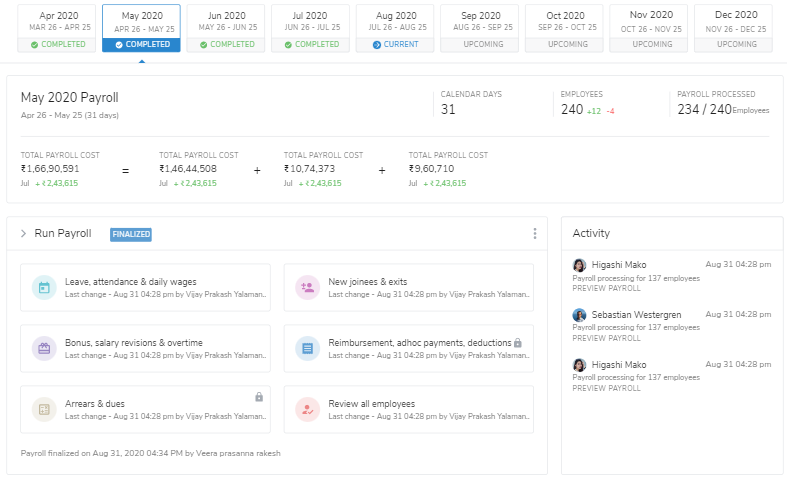 Apr 2020 May 2020 Jun 2020 Jul 2020 Aug 2020 Sep 2020 Oct 2020 Nov 2020 Dec 2020
MAR 26 - APR 25 APR 26 - MAY 25 MAY 26 - JUN 25 JUN 26 - JUL 25 JUL 26 - AUG 25 AUG 26 - SEP 25 SEP 26 - OCT 25 OCT 26 - NOV 25 NOV 26 - DEC 25
COMPLETED COMPLETED COMPLETED COMPLETED CURRENT UPCOMING UPCOMING UPCOMING UPCOMING
May 2020 Payroll
Apr 26 - May 25 (31 days)
CALENDAR DAYS
31
EMPLOYEES
240 +12 -4
PAYROLL PROCESSED
234 / 240 Employees
TOTAL PAYROLL COST TOTAL PAYROLL COST TOTAL PAYROLL COST TOTAL PAYROLL COST
₹1,66,90,591 = ₹1,46,44,508 + ₹10,74,373 + ₹9,60,710
Jul + ₹ 2,43,615 Jul + ₹ 2,43,615 Jul + ₹ 2,43,615 Jul + ₹ 2,43,615
Run Payroll FINALIZED
Leave, attendance & daily wages
Last change - Aug 31 04:28 pm by Vijay Prakash Yalaman..
New joinees & exits
Last change - Aug 31 04:28 pm by Vijay Prakash Yalaman..
Bonus, salary revisions & overtime
Last change - Aug 31 04:28 pm by Vijay Prakash Yalaman..
Reimbursement, adhoc payments, deductions
Last change - Aug 31 04:28 pm by Vijay Prakash Yalaman..
Arrears & dues
Last change - Aug 31 04:28 pm by Vijay Prakash Yalaman..
Review all employees
Last change - Aug 31 04:28 pm by Vijay Prakash Yalaman..
Payroll finalized on Aug 31, 2020 04:34 PM by Veera prasanna rakesh
Activity
Higashi Mako Aug 31 04:28 pm
Payroll processing for 137 employees
PREVIEW PAYROLL
Sebastian Westergren Aug 31 04:28 pm
Payroll processing for 137 employees
PREVIEW PAYROLL
Higashi Mako Aug 31 04:28 pm
Payroll processing for 137 employees
PREVIEW PAYROLL